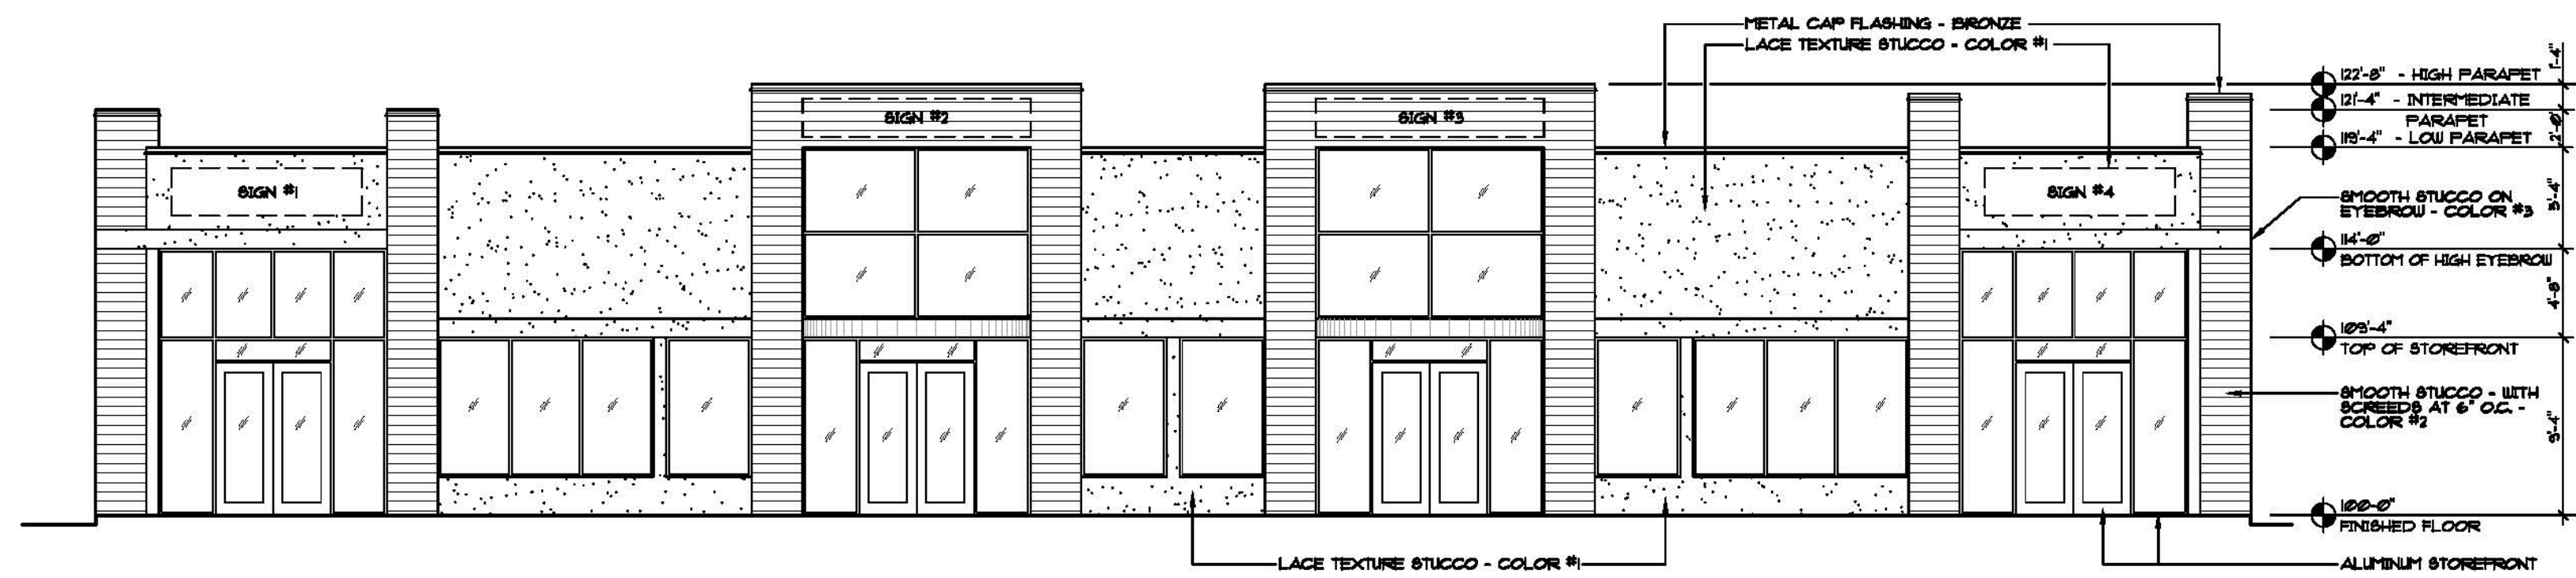 METAL CAP FLASHING - BRONZE
LACE TEXTURE STUCCO - COLOR #1
1'-4"
122'-8" - HIGH PARAPET
121'-4" - INTERMEDIATE
PARAPET
2'-0"
119'-4" - LOW PARAPET
SIGN #2
SIGN #3
SIGN #1
SIGN #4
SMOOTH STUCCO ON
EYEBROW - COLOR #3
5'-4"
114'-0"
BOTTOM OF HIGH EYEBROW
4'-8"
109'-4"
TOP OF STOREFRONT
SMOOTH STUCCO - WITH
SCREEDS AT 6" O.C. -
COLOR #2
9'-4"
100'-0"
FINISHED FLOOR
LACE TEXTURE STUCCO - COLOR #1
ALUMINUM STOREFRONT